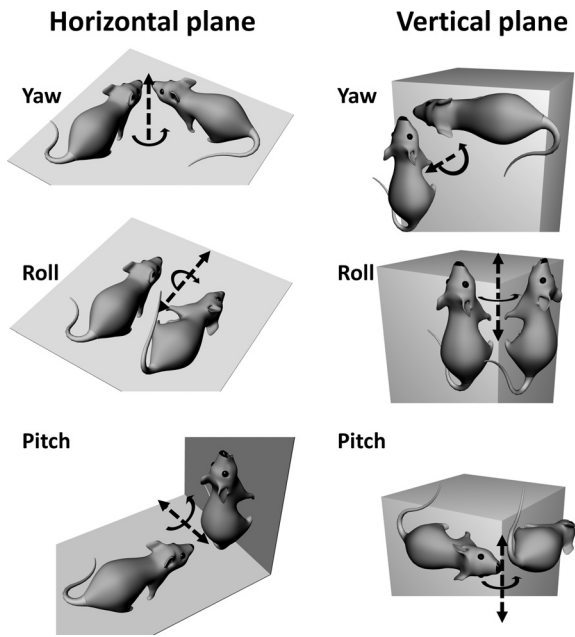 Horizontal plane
Vertical plane
Yaw
Yaw
Roll
Roll
Pitch
Pitch